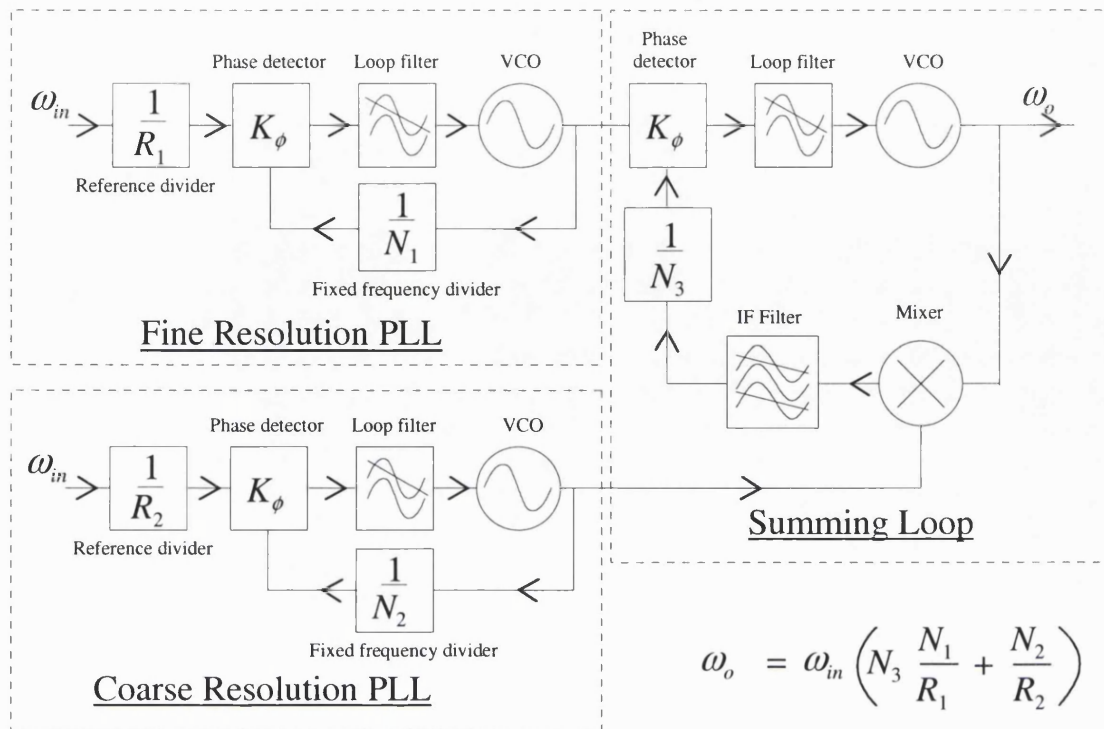 Phase detector
Loop filter
VCO
ω_in
1/R_1
K_ϕ
Reference divider
1/N_1
Fixed frequency divider
Fine Resolution PLL
Phase detector
Loop filter
VCO
ω_in
1/R_2
K_ϕ
Reference divider
1/N_2
Fixed frequency divider
Coarse Resolution PLL
Phase
detector
Loop filter
VCO
ω_o
K_ϕ
1/N_3
IF Filter
Mixer
Summing Loop
ω_o = ω_in (N_3 N_1/R_1 + N_2/R_2)